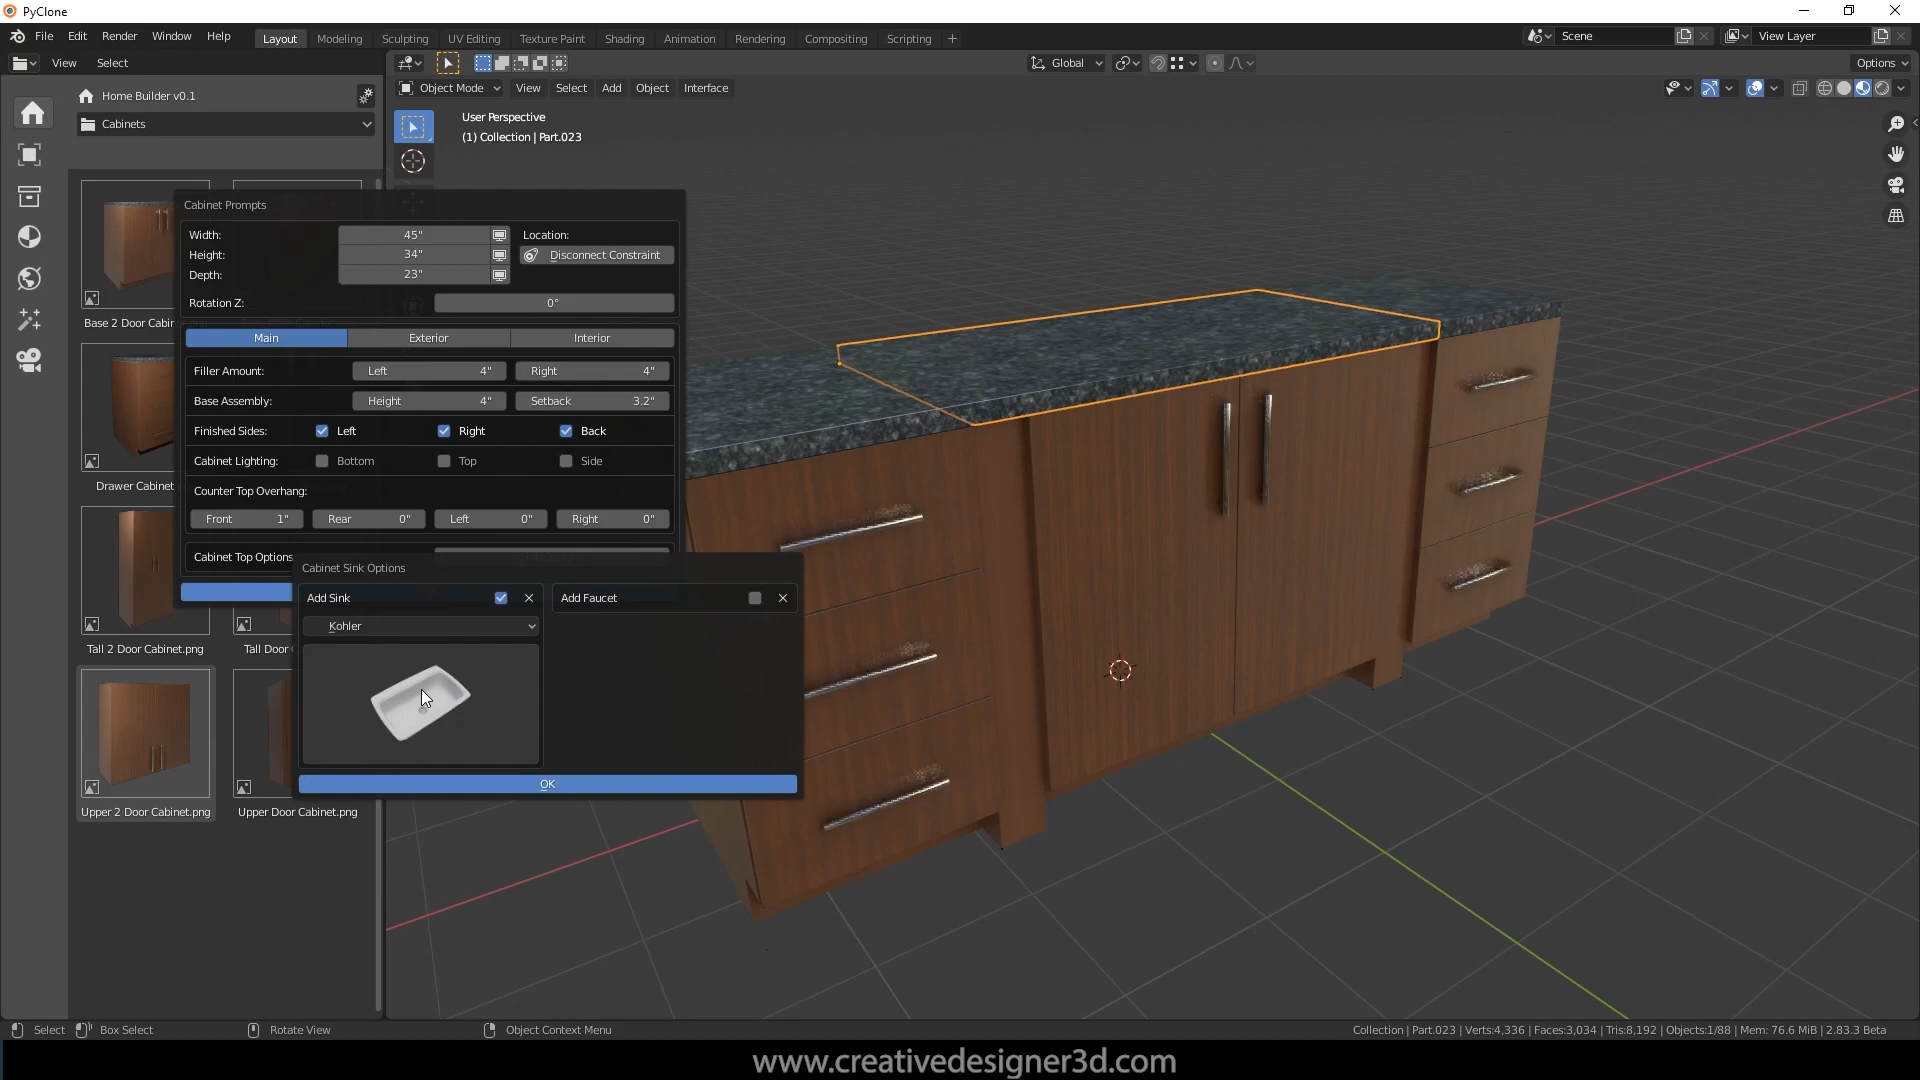 PyClone
File Edit Render Window Help
Layout Modeling Sculpting UV Editing Texture Paint Shading Animation Rendering Compositing Scripting +
Scene
View Layer
View Select
Global
Options
Home Builder v0.1
Object Mode View Select Add Object Interface
Cabinets
User Perspective
(1) Collection | Part.023
Cabinet Prompts
Width: 45"
Height: 34"
Depth: 23"
Location:
Disconnect Constraint
Rotation Z: 0°
Main Exterior Interior
Filler Amount: Left 4" Right 4"
Base Assembly: Height 4" Setback 3.2"
Finished Sides: Left Right Back
Cabinet Lighting: Bottom Top Side
Counter Top Overhang:
Front 1" Rear 0" Left 0" Right 0"
Cabinet Top Options
Base 2 Door Cabin
Drawer Cabinet
Tall 2 Door Cabinet.png
Tall Door
Upper 2 Door Cabinet.png
Upper Door Cabinet.png
Cabinet Sink Options
Add Sink
Add Faucet
Kohler
OK
Select Box Select Rotate View Object Context Menu
Collection | Part.023 | Verts:4,336 | Faces:3,034 | Tris:8,192 | Objects:1/88 | Mem: 76.6 MiB | 2.83.3 Beta
www.creativedesigner3d.com